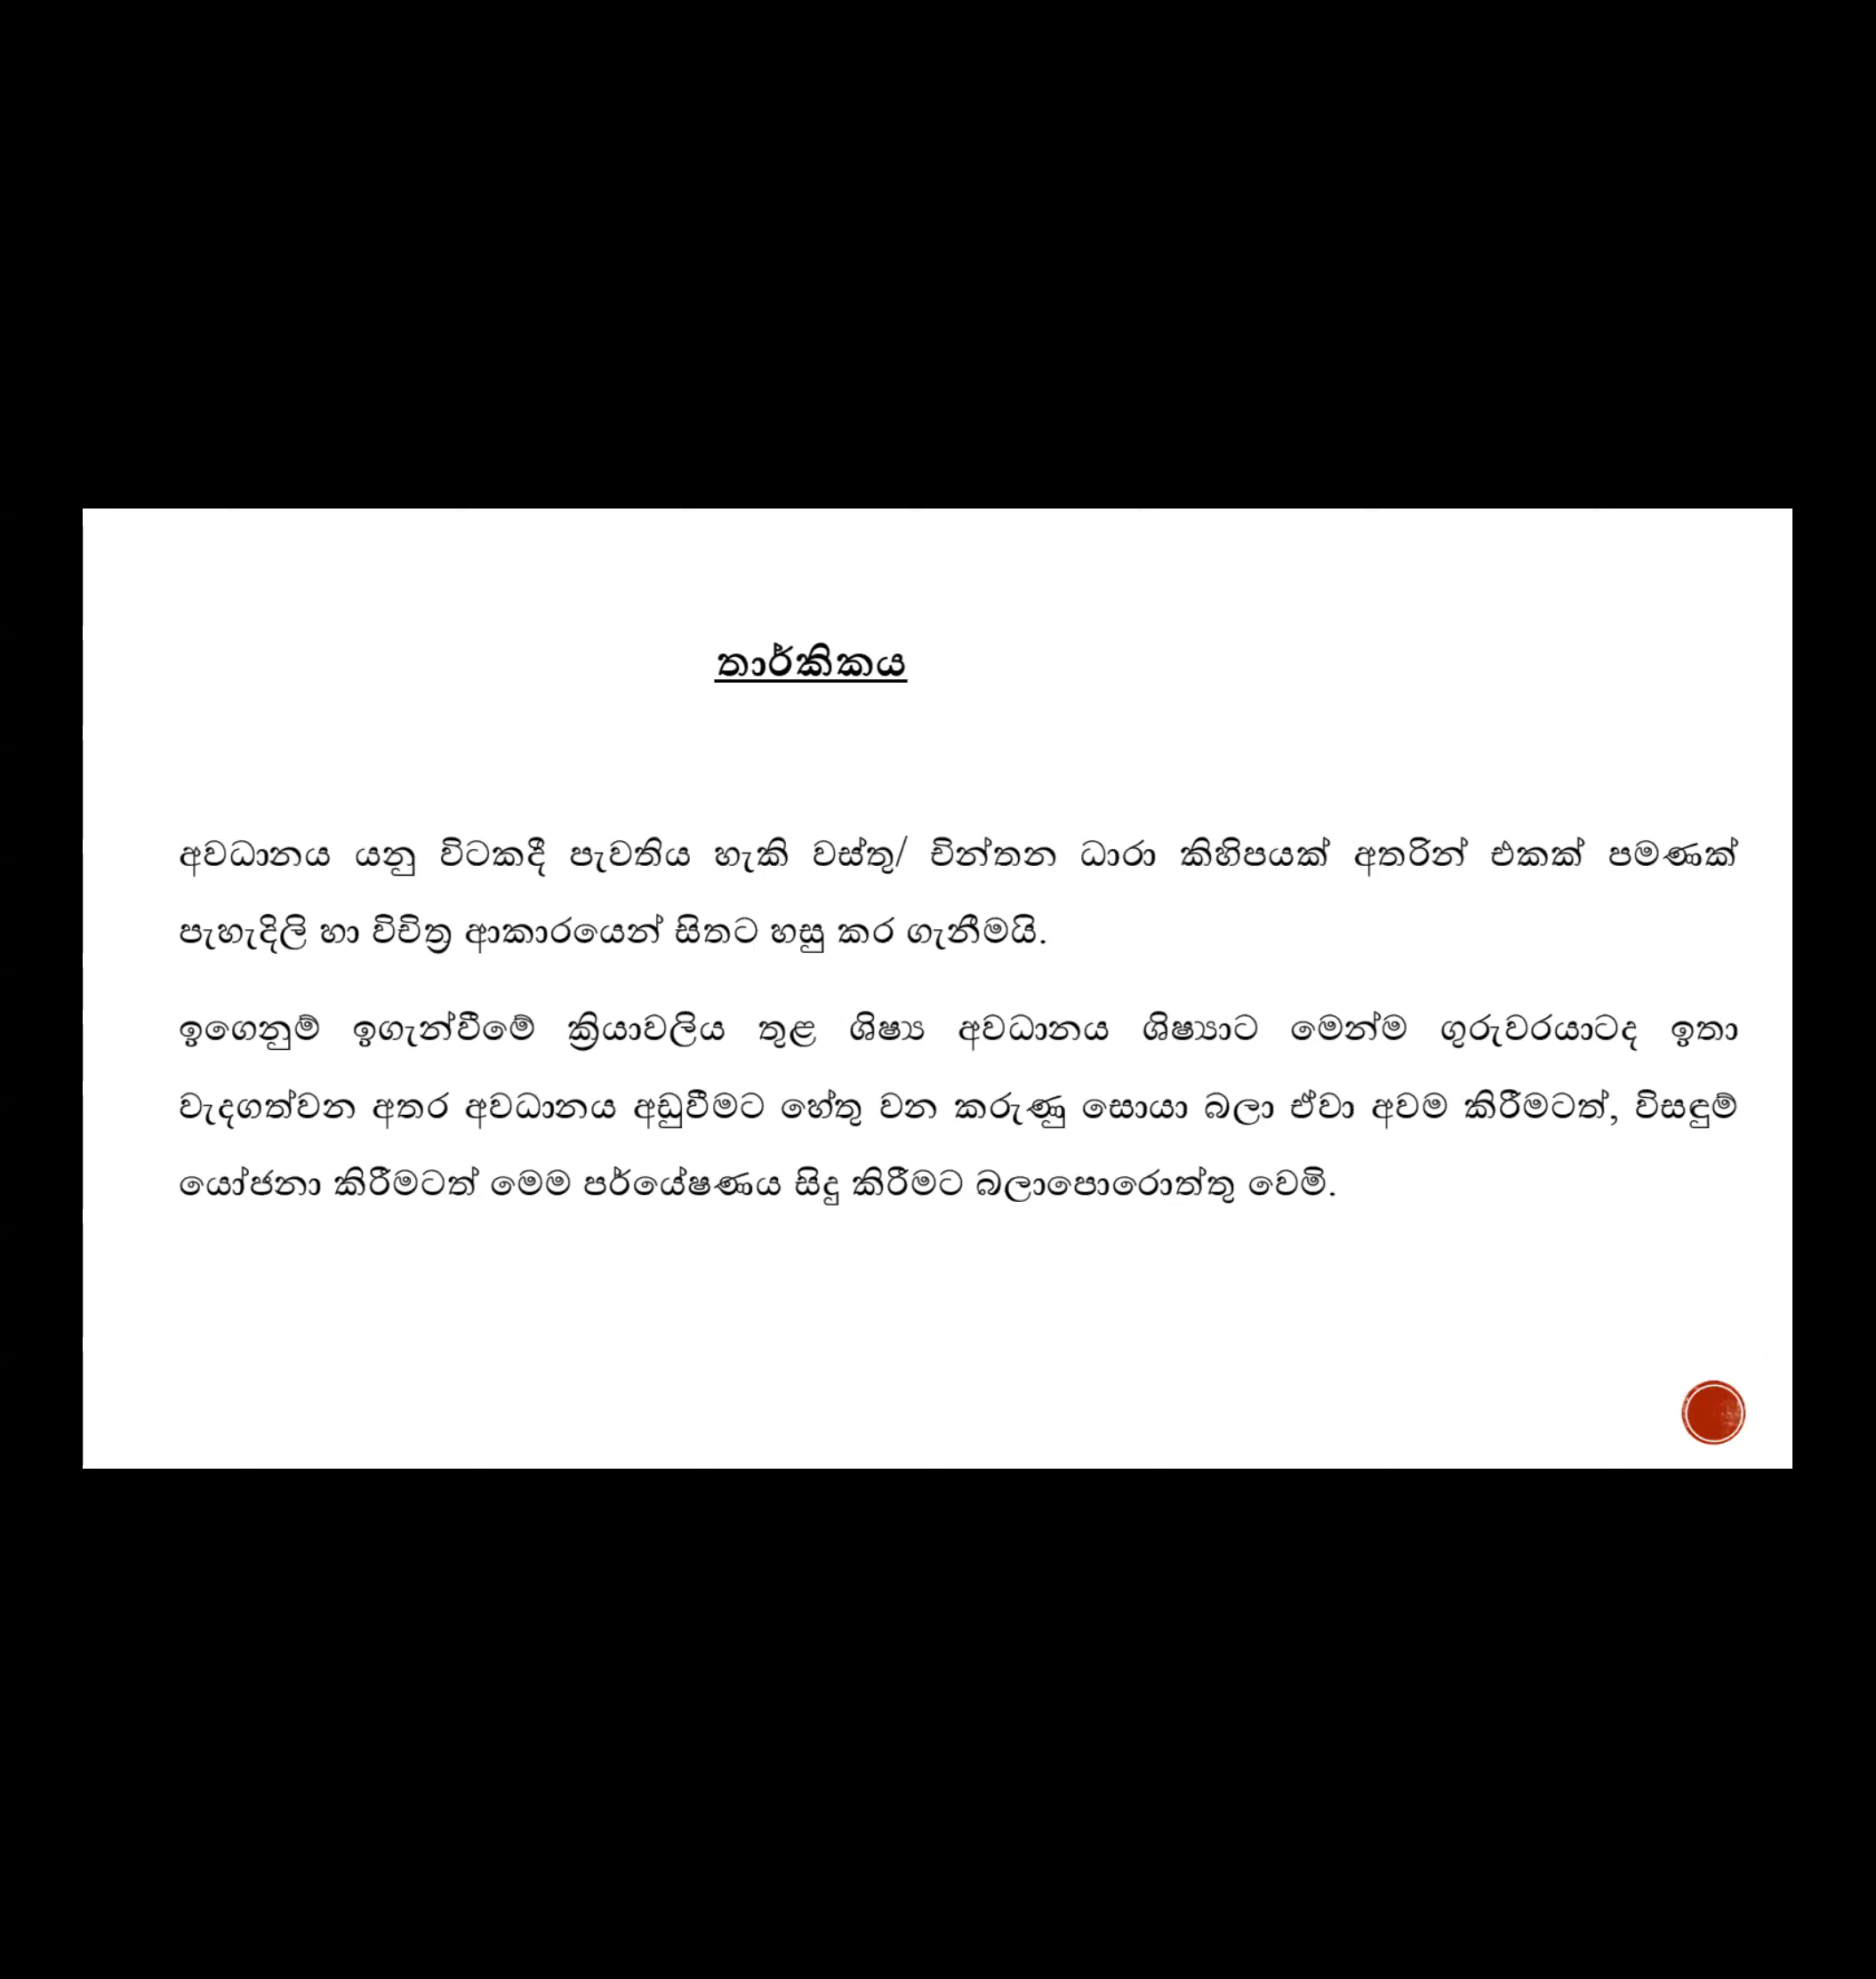 තාර්කිකය
අවධානය යනු විටකදී පැවතිය හැකි වස්තු/ චින්තන ධාරා කිහිපයක් අතරින් එකක් පමණක්
පැහැදිලි හා විචිත්‍ර ආකාරයෙන් සිතට හසු කර ගැනීමයි.
ඉගෙනුම් ඉගැන්වීමේ ක්‍රියාවලිය තුළ ශිෂ්‍ය අවධානය ශිෂ්‍යාට මෙන්ම ගුරුවරයාටද ඉතා
වැදගත්වන අතර අවධානය අඩුවීමට හේතු වන කරුණු සොයා බලා ඒවා අවම කිරීමටත්, විසඳුම්
යෝජනා කිරීමටත් මෙම පර්යේෂණය සිදු කිරීමට බලාපොරොත්තු වෙමි.